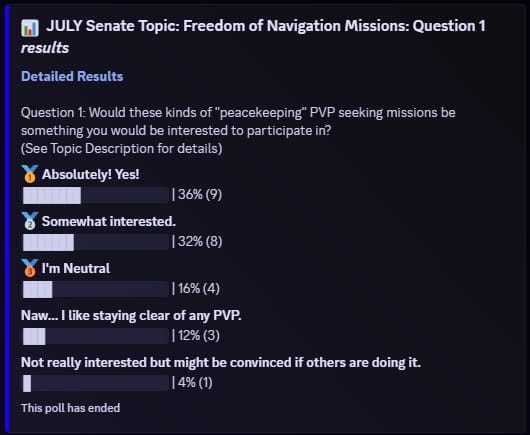 JULY Senate Topic: Freedom of Navigation Missions: Question 1
results
Detailed Results
Question 1: Would these kinds of "peacekeeping" PVP seeking missions be
something you would be interested to participate in?
(See Topic Description for details)
Absolutely! Yes!
| 36% (9)
Somewhat interested.
| 32% (8)
I'm Neutral
| 16% (4)
Naw... I like staying clear of any PVP.
| 12% (3)
Not really interested but might be convinced if others are doing it.
| 4% (1)
This poll has ended